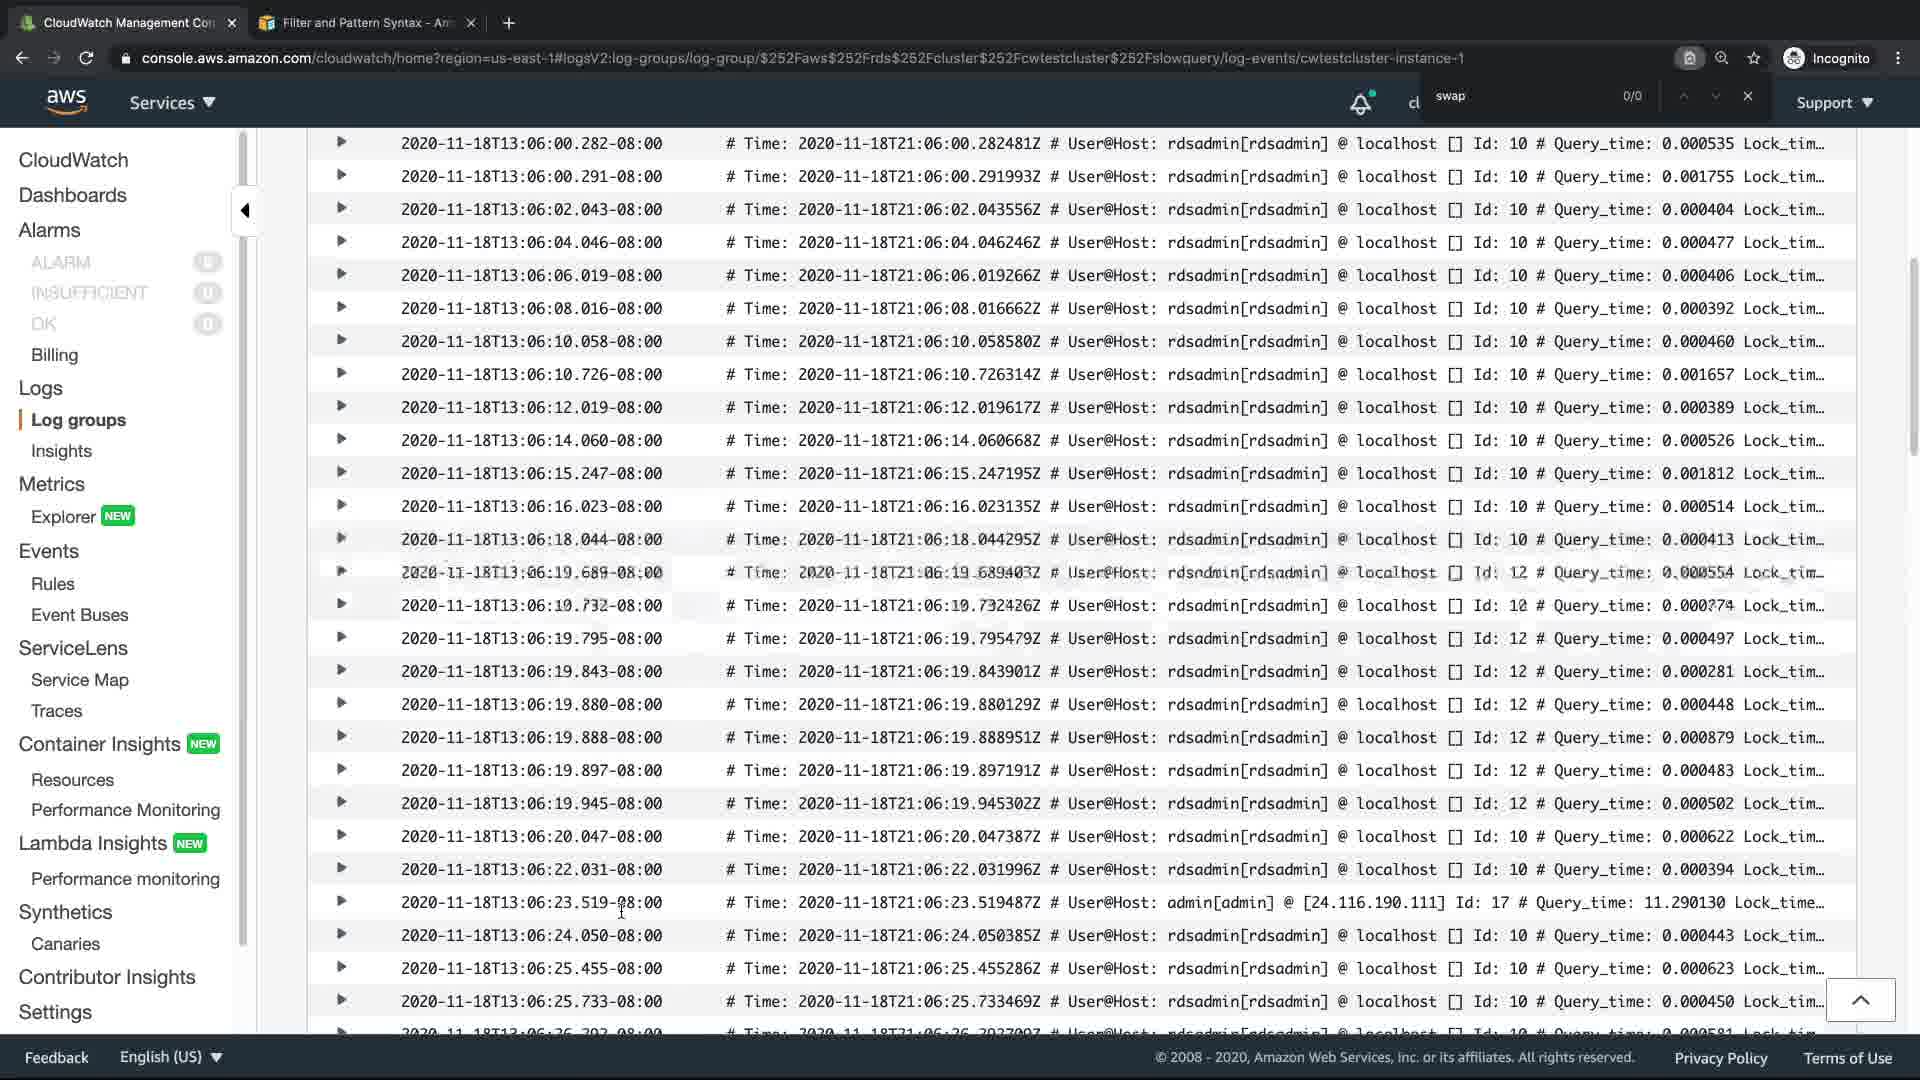 CloudWatch Management Con
Filter and Pattern Syntax - Am
console.aws.amazon.com/cloudwatch/home?region=us-east-1#logsV2:log-groups/log-group/$252Faws$252Frds$252Fcluster$252Fcwtestcluster$252Fslowquery/log-events/cwtestcluster-instance-1
Incognito
aws
Services
cl
swap
0/0
Support
CloudWatch
Dashboards
Alarms
ALARM
INSUFFICIENT 0
OK 0
Billing
Logs
Log groups
Insights
Metrics
Explorer NEW
Events
Rules
Event Buses
ServiceLens
Service Map
Traces
Container Insights NEW
Resources
Performance Monitoring
Lambda Insights NEW
Performance monitoring
Synthetics
Canaries
Contributor Insights
Settings
2020-11-18T13:06:00.282-08:00 # Time: 2020-11-18T21:06:00.282481Z # User@Host: rdsadmin[rdsadmin] @ localhost [] Id: 10 # Query_time: 0.000535 Lock_tim…
2020-11-18T13:06:00.291-08:00 # Time: 2020-11-18T21:06:00.291993Z # User@Host: rdsadmin[rdsadmin] @ localhost [] Id: 10 # Query_time: 0.001755 Lock_tim…
2020-11-18T13:06:02.043-08:00 # Time: 2020-11-18T21:06:02.043556Z # User@Host: rdsadmin[rdsadmin] @ localhost [] Id: 10 # Query_time: 0.000404 Lock_tim…
2020-11-18T13:06:04.046-08:00 # Time: 2020-11-18T21:06:04.046246Z # User@Host: rdsadmin[rdsadmin] @ localhost [] Id: 10 # Query_time: 0.000477 Lock_tim…
2020-11-18T13:06:06.019-08:00 # Time: 2020-11-18T21:06:06.019266Z # User@Host: rdsadmin[rdsadmin] @ localhost [] Id: 10 # Query_time: 0.000406 Lock_tim…
2020-11-18T13:06:08.016-08:00 # Time: 2020-11-18T21:06:08.016662Z # User@Host: rdsadmin[rdsadmin] @ localhost [] Id: 10 # Query_time: 0.000392 Lock_tim…
2020-11-18T13:06:10.058-08:00 # Time: 2020-11-18T21:06:10.058580Z # User@Host: rdsadmin[rdsadmin] @ localhost [] Id: 10 # Query_time: 0.000460 Lock_tim…
2020-11-18T13:06:10.726-08:00 # Time: 2020-11-18T21:06:10.726314Z # User@Host: rdsadmin[rdsadmin] @ localhost [] Id: 10 # Query_time: 0.001657 Lock_tim…
2020-11-18T13:06:12.019-08:00 # Time: 2020-11-18T21:06:12.019617Z # User@Host: rdsadmin[rdsadmin] @ localhost [] Id: 10 # Query_time: 0.000389 Lock_tim…
2020-11-18T13:06:14.060-08:00 # Time: 2020-11-18T21:06:14.060668Z # User@Host: rdsadmin[rdsadmin] @ localhost [] Id: 10 # Query_time: 0.000526 Lock_tim…
2020-11-18T13:06:15.247-08:00 # Time: 2020-11-18T21:06:15.247195Z # User@Host: rdsadmin[rdsadmin] @ localhost [] Id: 10 # Query_time: 0.001812 Lock_tim…
2020-11-18T13:06:16.023-08:00 # Time: 2020-11-18T21:06:16.023135Z # User@Host: rdsadmin[rdsadmin] @ localhost [] Id: 10 # Query_time: 0.000514 Lock_tim…
2020-11-18T13:06:18.044-08:00 # Time: 2020-11-18T21:06:18.044295Z # User@Host: rdsadmin[rdsadmin] @ localhost [] Id: 10 # Query_time: 0.000413 Lock_tim…
2020-11-18T13:06:19.689-08:00 # Time: 2020-11-18T21:06:19.689403Z # User@Host: rdsadmin[rdsadmin] @ localhost [] Id: 12 # Query_time: 0.000554 Lock_tim…
2020-11-18T13:06:19.732-08:00 # Time: 2020-11-18T21:06:19.732426Z # User@Host: rdsadmin[rdsadmin] @ localhost [] Id: 12 # Query_time: Lock_tim…
2020-11-18T13:06:19.795-08:00 # Time: 2020-11-18T21:06:19.795479Z # User@Host: rdsadmin[rdsadmin] @ localhost [] Id: 12 # Query_time: 0.000497 Lock_tim…
2020-11-18T13:06:19.843-08:00 # Time: 2020-11-18T21:06:19.843901Z # User@Host: rdsadmin[rdsadmin] @ localhost [] Id: 12 # Query_time: 0.000281 Lock_tim…
2020-11-18T13:06:19.880-08:00 # Time: 2020-11-18T21:06:19.880129Z # User@Host: rdsadmin[rdsadmin] @ localhost [] Id: 12 # Query_time: 0.000448 Lock_tim…
2020-11-18T13:06:19.888-08:00 # Time: 2020-11-18T21:06:19.888951Z # User@Host: rdsadmin[rdsadmin] @ localhost [] Id: 12 # Query_time: 0.000879 Lock_tim…
2020-11-18T13:06:19.897-08:00 # Time: 2020-11-18T21:06:19.897191Z # User@Host: rdsadmin[rdsadmin] @ localhost [] Id: 12 # Query_time: 0.000483 Lock_tim…
2020-11-18T13:06:19.945-08:00 # Time: 2020-11-18T21:06:19.945302Z # User@Host: rdsadmin[rdsadmin] @ localhost [] Id: 12 # Query_time: 0.000502 Lock_tim…
2020-11-18T13:06:20.047-08:00 # Time: 2020-11-18T21:06:20.047387Z # User@Host: rdsadmin[rdsadmin] @ localhost [] Id: 10 # Query_time: 0.000622 Lock_tim…
2020-11-18T13:06:22.031-08:00 # Time: 2020-11-18T21:06:22.031996Z # User@Host: rdsadmin[rdsadmin] @ localhost [] Id: 10 # Query_time: 0.000394 Lock_tim…
2020-11-18T13:06:23.519-08:00 # Time: 2020-11-18T21:06:23.519487Z # User@Host: admin[admin] @ [24.116.190.111] Id: 17 # Query_time: 11.290130 Lock_time…
2020-11-18T13:06:24.050-08:00 # Time: 2020-11-18T21:06:24.050385Z # User@Host: rdsadmin[rdsadmin] @ localhost [] Id: 10 # Query_time: 0.000443 Lock_tim…
2020-11-18T13:06:25.455-08:00 # Time: 2020-11-18T21:06:25.455286Z # User@Host: rdsadmin[rdsadmin] @ localhost [] Id: 10 # Query_time: 0.000623 Lock_tim…
2020-11-18T13:06:25.733-08:00 # Time: 2020-11-18T21:06:25.733469Z # User@Host: rdsadmin[rdsadmin] @ localhost [] Id: 10 # Query_time: 0.000450 Lock_tim…
Feedback
English (US)
© 2008 - 2020, Amazon Web Services, Inc. or its affiliates. All rights reserved.
Privacy Policy
Terms of Use